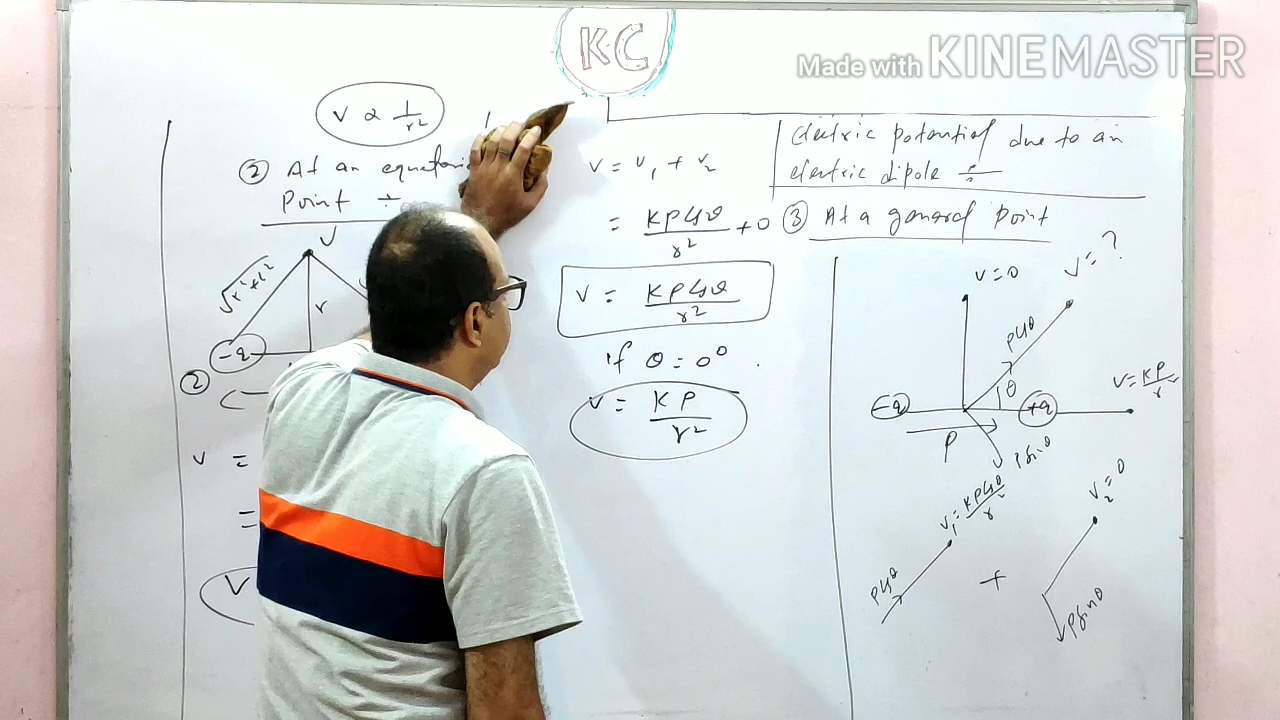 KC
Made with KINEMASTER
V ∝ 1/r²
② At an equatori
Point ÷
V
√r²+l²
r
-q
②
V =
=
V
V = V₁ + V₂
= KPcosθ/r² + 0
V = KPcosθ/r²
if θ = 0°
V = KP/r²
Electric potential due to an
electric dipole ÷
③ At a general point
V = 0
V = ?
Pcosθ
θ
V = KP/r²
-q
+q
P
Psinθ
V₁ = KPcosθ/r²
V₂ = 0
Pcosθ
+
Psinθ